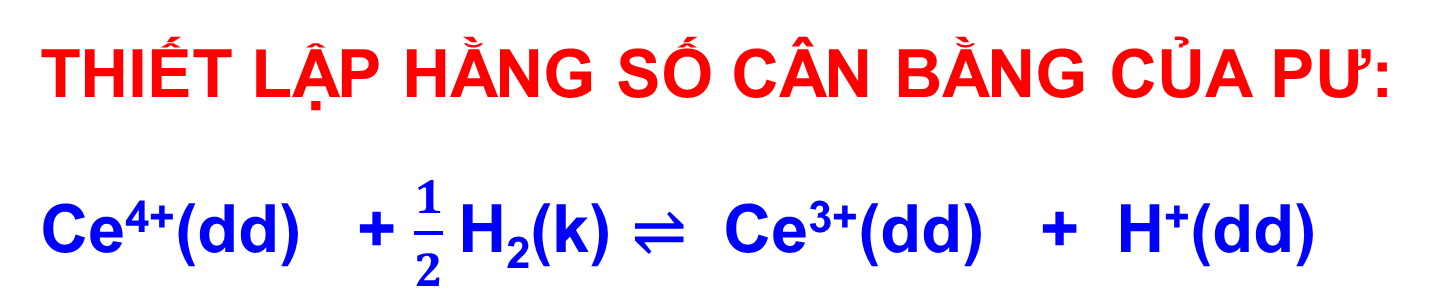 THIẾT LẬP HẰNG SỐ CÂN BẰNG CỦA PƯ:
Ce⁴⁺(dd) + ½ H₂(k) ⇌ Ce³⁺(dd) + H⁺(dd)